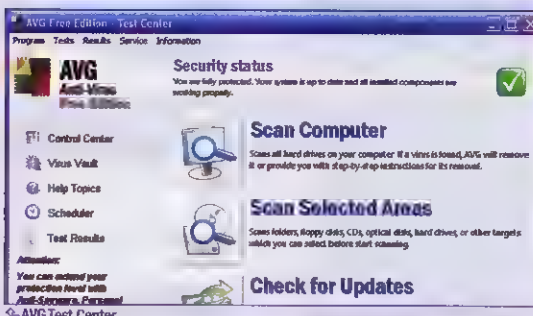 AVG Free Edition - Test Center
Program Tests Results Service Information
AVG
Anti-Virus
Free Edition
Security status
You are fully protected. Your system is up to date and all installed components are
working properly.
Control Center
Virus Vault
Help Topics
Scheduler
Test Results
Attention:
You can extend your
protection level with
Anti-Spyware, Personal
Scan Computer
Scans all hard drives on your computer. If a virus is found, AVG will remove
it or provide you with step-by-step instructions for its removal.
Scan Selected Areas
Scans folders, floppy disks, CDs, optical disks, hard drives, or other targets
which you can select before start scanning.
Check for Updates
AVG Test Center